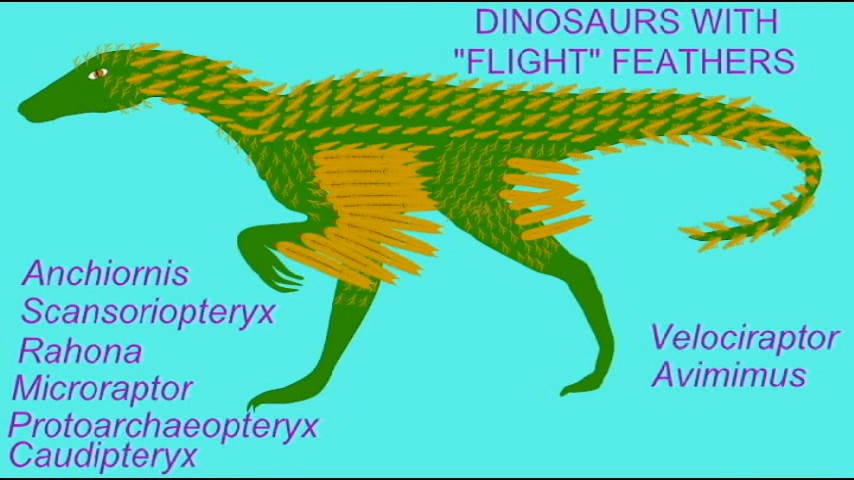 DINOSAURS WITH
"FLIGHT" FEATHERS
Anchiornis
Scansoriopteryx
Rahona
Microraptor
Protoarchaeopteryx
Caudipteryx
Velociraptor
Avimimus